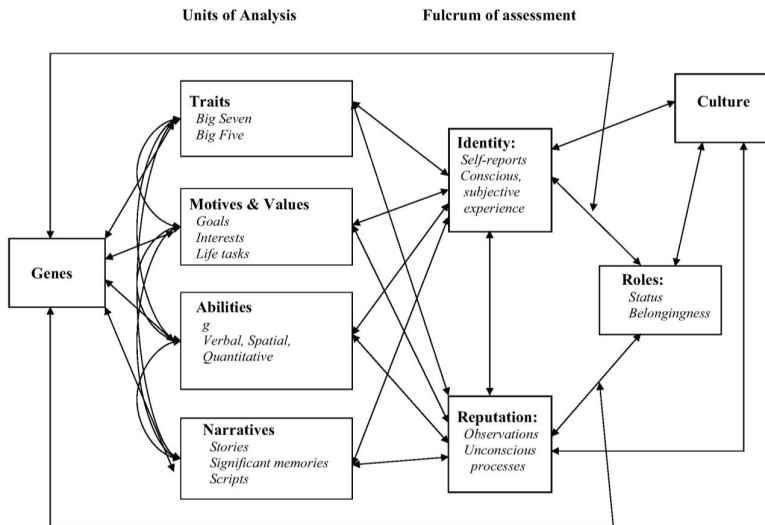 Units of Analysis
Fulcrum of assessment
Genes
Traits
Big Seven
Big Five
Motives & Values
Goals
Interests
Life tasks
Abilities
g
Verbal, Spatial,
Quantitative
Narratives
Stories
Significant memories
Scripts
Identity:
Self-reports
Conscious,
subjective
experience
Reputation:
Observations
Unconscious
processes
Culture
Roles:
Status
Belongingness